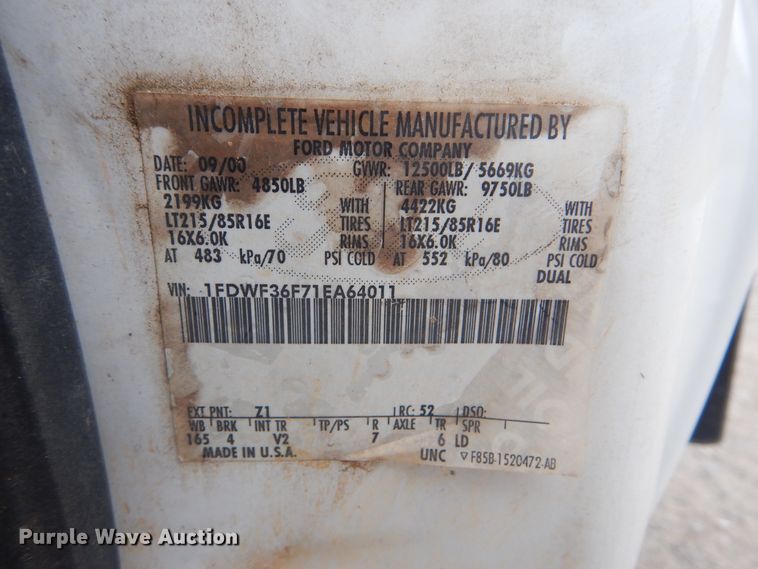 INCOMPLETE VEHICLE MANUFACTURED BY
FORD MOTOR COMPANY
DATE: 09/00 GVWR: 12500LB/ 5669KG
FRONT GAWR: 4850LB REAR GAWR: 9750LB
2199KG WITH 4422KG WITH
LT215/85R16E TIRES LT215/85R16E TIRES
16X6.0K RIMS 16X6.0K RIMS
AT 483 kPa/70 PSI COLD AT 552 kPa/80 PSI COLD
DUAL
VIN: 1FDWF36F71EA64011
EXT PNT: Z1 RC: 52 DSO:
WB BRK INT TR TP/PS R AXLE TR SPR
165 4 V2 7 6 LD
MADE IN U.S.A. UNC F85B-1520472-AB
Purple Wave Auction